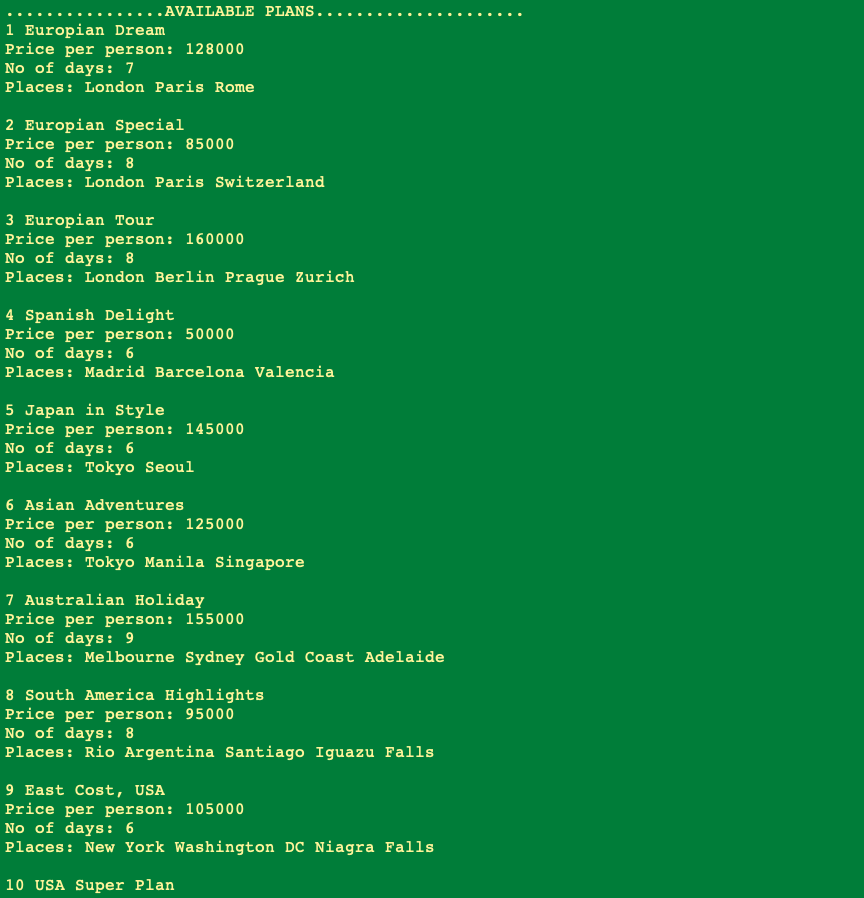 ................AVAILABLE PLANS.....................
1 Europian Dream
Price per person: 128000
No of days: 7
Places: London Paris Rome
2 Europian Special
Price per person: 85000
No of days: 8
Places: London Paris Switzerland
3 Europian Tour
Price per person: 160000
No of days: 8
Places: London Berlin Prague Zurich
4 Spanish Delight
Price per person: 50000
No of days: 6
Places: Madrid Barcelona Valencia
5 Japan in Style
Price per person: 145000
No of days: 6
Places: Tokyo Seoul
6 Asian Adventures
Price per person: 125000
No of days: 6
Places: Tokyo Manila Singapore
7 Australian Holiday
Price per person: 155000
No of days: 9
Places: Melbourne Sydney Gold Coast Adelaide
8 South America Highlights
Price per person: 95000
No of days: 8
Places: Rio Argentina Santiago Iguazu Falls
9 East Cost, USA
Price per person: 105000
No of days: 6
Places: New York Washington DC Niagra Falls
10 USA Super Plan